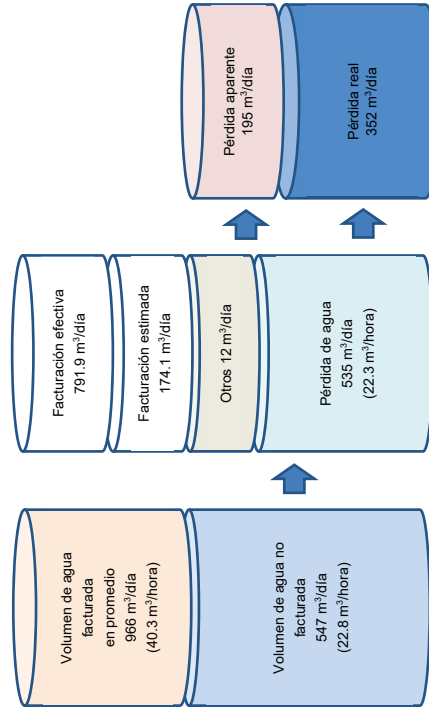 Volumen de agua
facturada
en promedio
966 m³/día
(40.3 m³/hora)
Volumen de agua no
facturada
547 m³/día
(22.8 m³/hora)
Facturación efectiva
791.9 m³/día
Facturación estimada
174.1 m³/día
Otros 12 m³/día
Pérdida de agua
535 m³/día
(22.3 m³/hora)
Pérdida aparente
195 m³/día
Pérdida real
352 m³/día